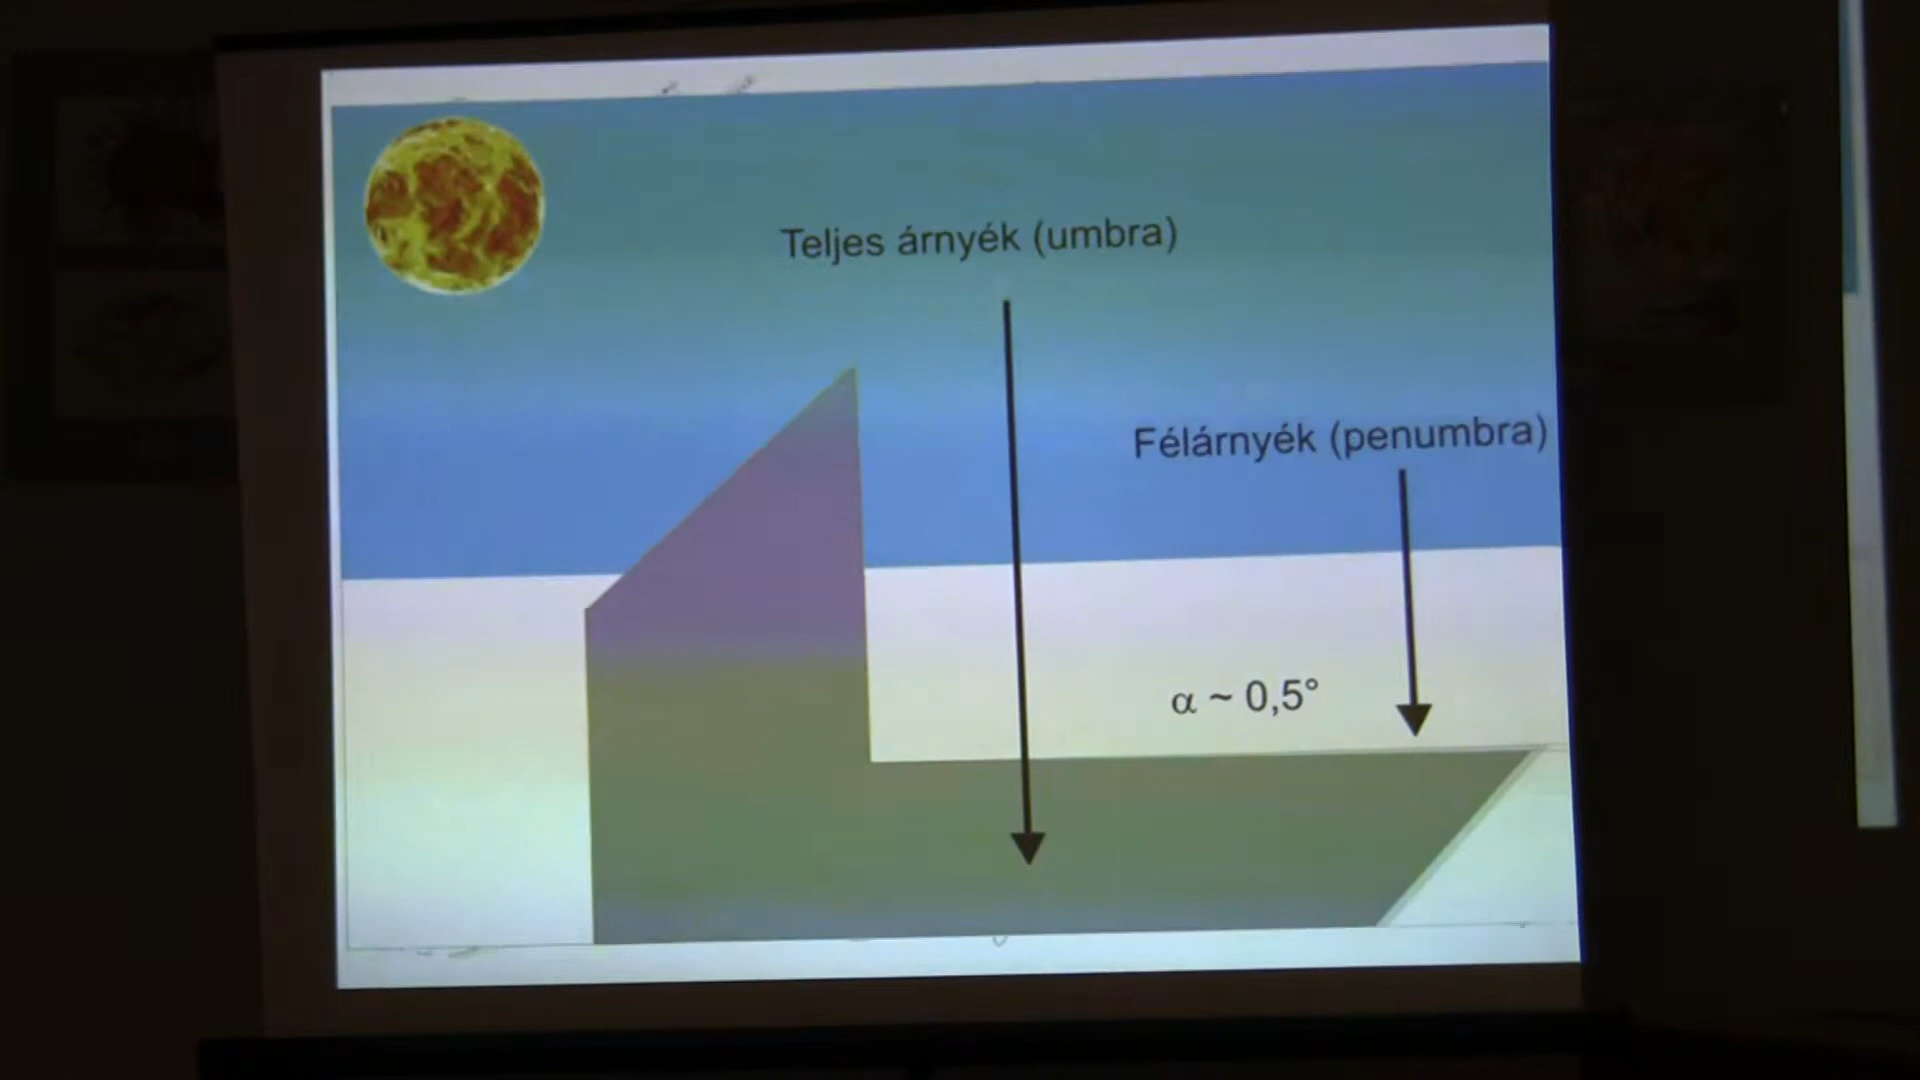 Teljes árnyék (umbra)
Félárnyék (penumbra)
α ~ 0,5°